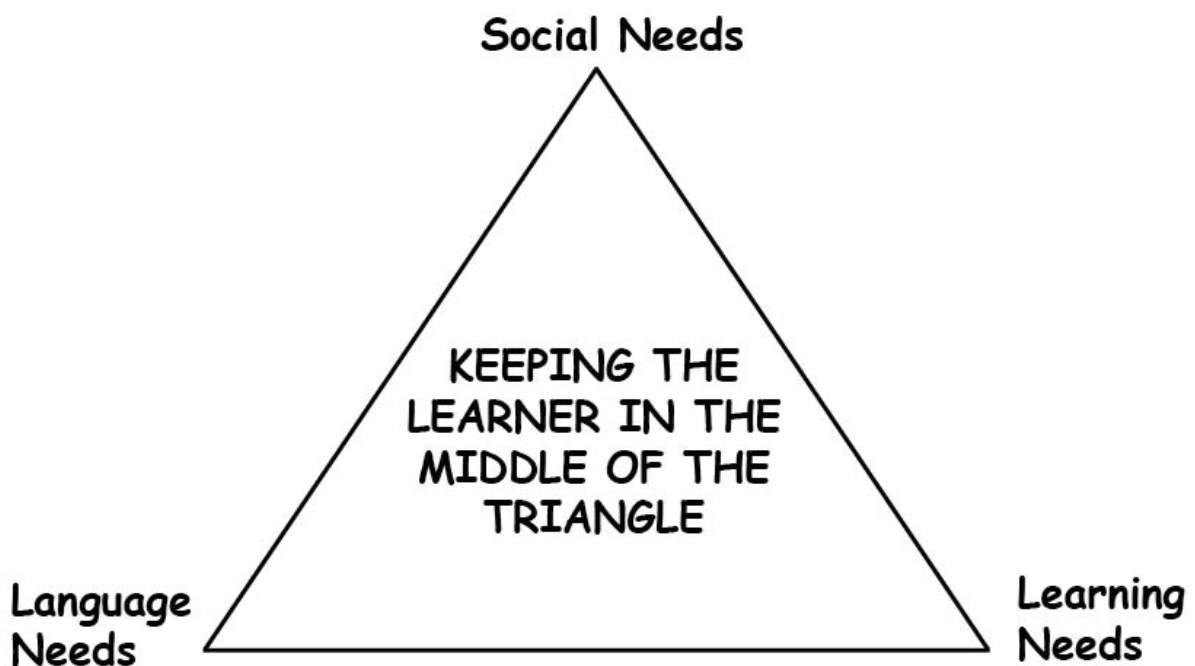 Social Needs
KEEPING THE
LEARNER IN THE
MIDDLE OF THE
TRIANGLE
Language
Needs
Learning
Needs